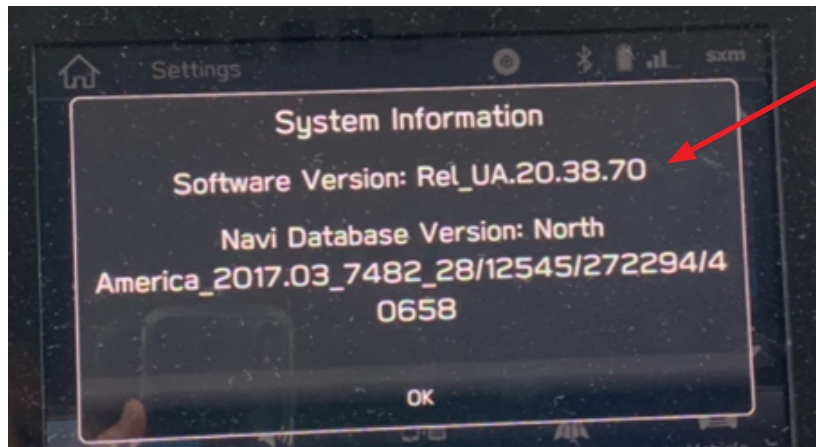 Settings
sxm
System Information
Software Version: Rel_UA.20.38.70
Navi Database Version: North
America_2017.03_7482_28/12545/272294/4
0658
OK